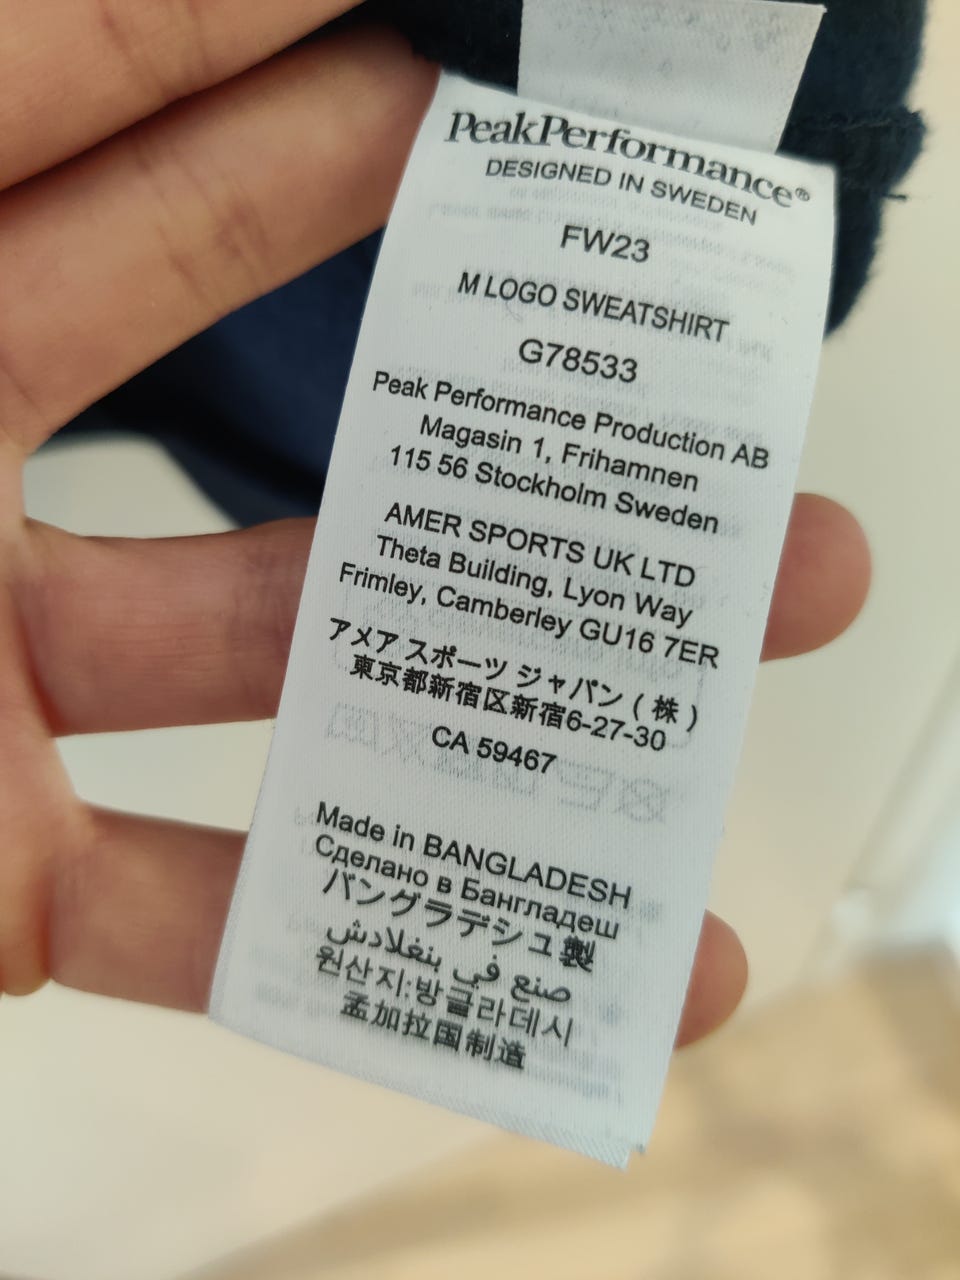 PeakPerformance®
DESIGNED IN SWEDEN
FW23
M LOGO SWEATSHIRT
G78533
Peak Performance Production AB
Magasin 1, Frihamnen
115 56 Stockholm Sweden
AMER SPORTS UK LTD
Theta Building, Lyon Way
Frimley, Camberley GU16 7ER
アメア スポーツ ジャパン ( 株 )
東京都新宿区新宿6-27-30
CA 59467
Made in BANGLADESH
Сделано в Бангладеш
バングラデシュ製
صنع في بنغلادش
원산지:방글라데시
孟加拉国制造